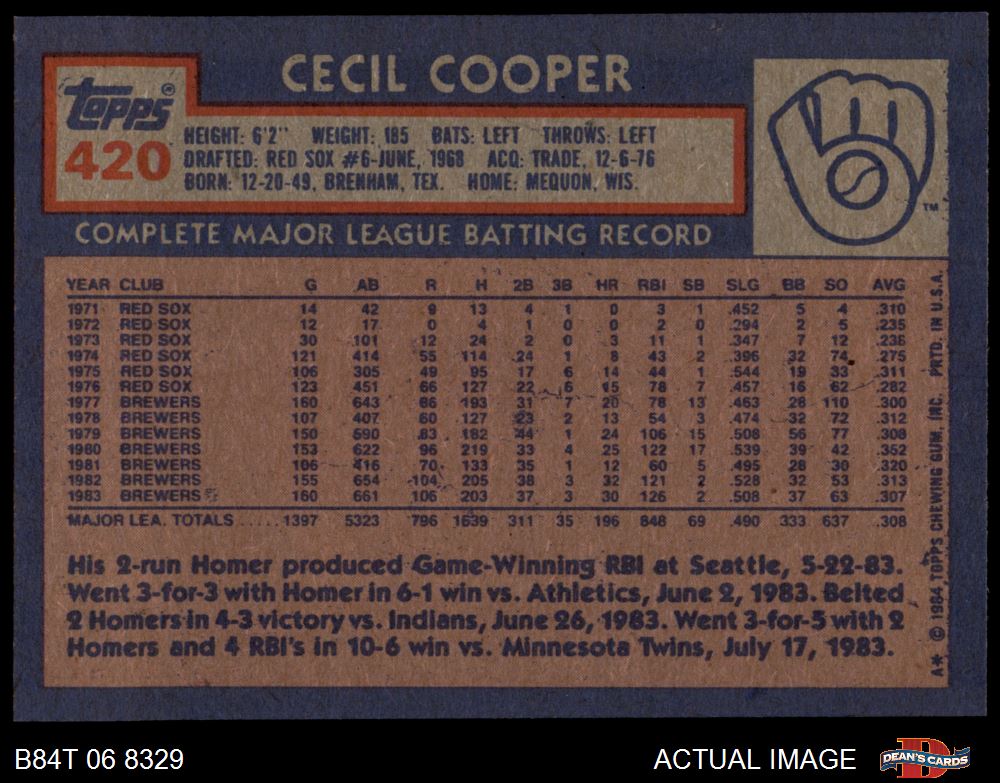 CECIL COOPER
topps®
420
HEIGHT: 6'2" WEIGHT: 185 BATS: LEFT THROWS: LEFT
DRAFTED: RED SOX #6-JUNE, 1968 ACQ: TRADE, 12-6-76
BORN: 12-20-49, BRENHAM, TEX. HOME: MEQUON, WIS.
TM
COMPLETE MAJOR LEAGUE BATTING RECORD
YEAR CLUB G AB R H 2B 3B HR RBI SB SLG BB SO AVG
1971 RED SOX 14 42 9 13 4 1 0 3 1 .452 5 4 .310
1972 RED SOX 12 17 0 4 1 0 0 2 0 .294 2 5 .235
1973 RED SOX 30 101 12 24 2 0 3 11 1 .347 7 12 .238
1974 RED SOX 121 414 55 114 24 1 8 43 2 .396 32 74 .275
1975 RED SOX 106 305 49 95 17 6 14 44 1 .544 19 33 .311
1976 RED SOX 123 451 66 127 22 6 15 78 7 .457 16 62 .282
1977 BREWERS 160 643 86 193 31 7 20 78 13 .463 28 110 .300
1978 BREWERS 107 407 60 127 23 2 13 54 3 .474 32 72 .312
1979 BREWERS 150 590 83 182 44 1 24 106 15 .508 56 77 .308
1980 BREWERS 153 622 96 219 33 4 25 122 17 .539 39 42 .352
1981 BREWERS 106 416 70 133 35 1 12 60 5 .495 28 30 .320
1982 BREWERS 155 654 104 205 38 3 32 121 2 .528 32 53 .313
1983 BREWERS 160 661 106 203 37 3 30 126 2 .508 37 63 .307
MAJOR LEA. TOTALS ..... 1397 5323 796 1639 311 35 196 848 69 .490 333 637 .308
His 2-run Homer produced Game-Winning RBI at Seattle, 5-22-83.
Went 3-for-3 with Homer in 6-1 win vs. Athletics, June 2, 1983. Belted
2 Homers in 4-3 victory vs. Indians, June 26, 1983. Went 3-for-5 with 2
Homers and 4 RBI's in 10-6 win vs. Minnesota Twins, July 17, 1983.
A* © 1984 TOPPS CHEWING GUM, INC. PRTD. IN U.S.A.
B84T 06 8329
ACTUAL IMAGE
DEAN'S CARDS